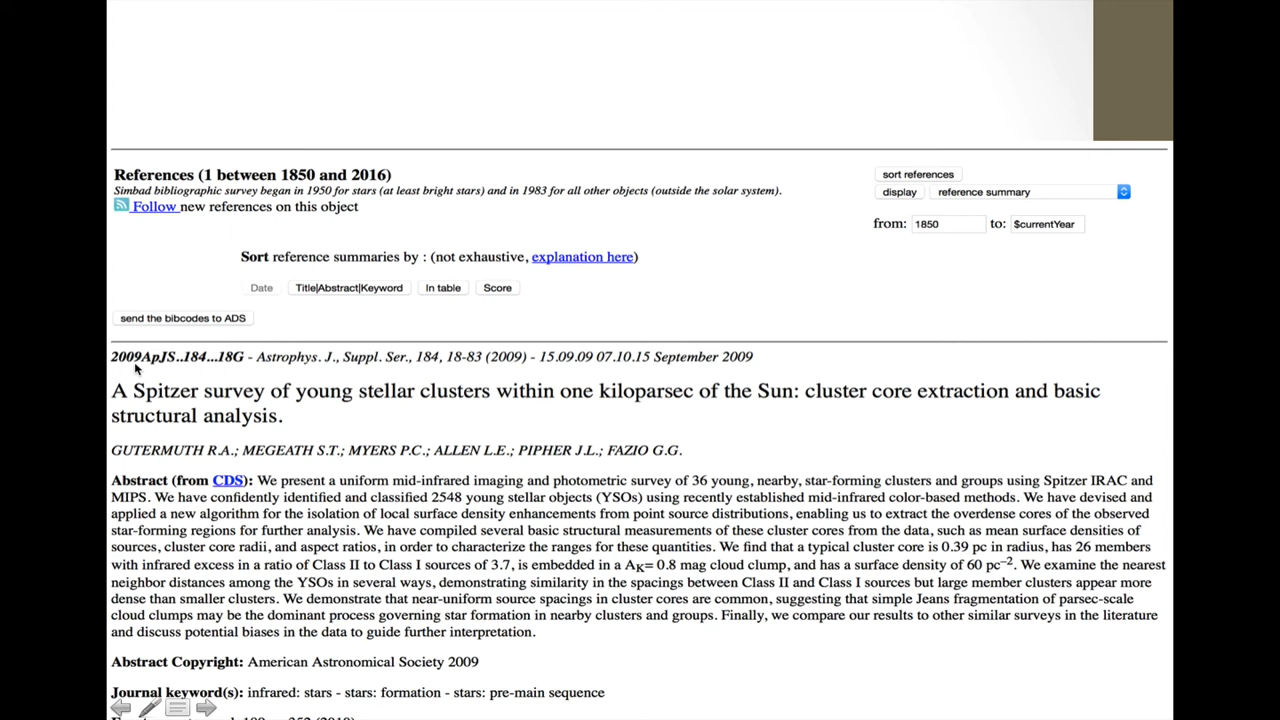 References (1 between 1850 and 2016)
sort references
Simbad bibliographic survey began in 1950 for stars (at least bright stars) and in 1983 for all other objects (outside the solar system).
display reference summary
Follow new references on this object
from: 1850 to: $currentYear
Sort reference summaries by : (not exhaustive, explanation here)
Date Title|Abstract|Keyword In table Score
send the bibcodes to ADS
2009ApJS..184...18G - Astrophys. J., Suppl. Ser., 184, 18-83 (2009) - 15.09.09 07.10.15 September 2009
A Spitzer survey of young stellar clusters within one kiloparsec of the Sun: cluster core extraction and basic
structural analysis.
GUTERMUTH R.A.; MEGEATH S.T.; MYERS P.C.; ALLEN L.E.; PIPHER J.L.; FAZIO G.G.
Abstract (from CDS): We present a uniform mid-infrared imaging and photometric survey of 36 young, nearby, star-forming clusters and groups using Spitzer IRAC and
MIPS. We have confidently identified and classified 2548 young stellar objects (YSOs) using recently established mid-infrared color-based methods. We have devised and
applied a new algorithm for the isolation of local surface density enhancements from point source distributions, enabling us to extract the overdense cores of the observed
star-forming regions for further analysis. We have compiled several basic structural measurements of these cluster cores from the data, such as mean surface densities of
sources, cluster core radii, and aspect ratios, in order to characterize the ranges for these quantities. We find that a typical cluster core is 0.39 pc in radius, has 26 members
with infrared excess in a ratio of Class II to Class I sources of 3.7, is embedded in a AK= 0.8 mag cloud clump, and has a surface density of 60 pc–2. We examine the nearest
neighbor distances among the YSOs in several ways, demonstrating similarity in the spacings between Class II and Class I sources but large member clusters appear more
dense than smaller clusters. We demonstrate that near-uniform source spacings in cluster cores are common, suggesting that simple Jeans fragmentation of parsec-scale
cloud clumps may be the dominant process governing star formation in nearby clusters and groups. Finally, we compare our results to other similar surveys in the literature
and discuss potential biases in the data to guide further interpretation.
Abstract Copyright: American Astronomical Society 2009
Journal keyword(s): infrared: stars - stars: formation - stars: pre-main sequence